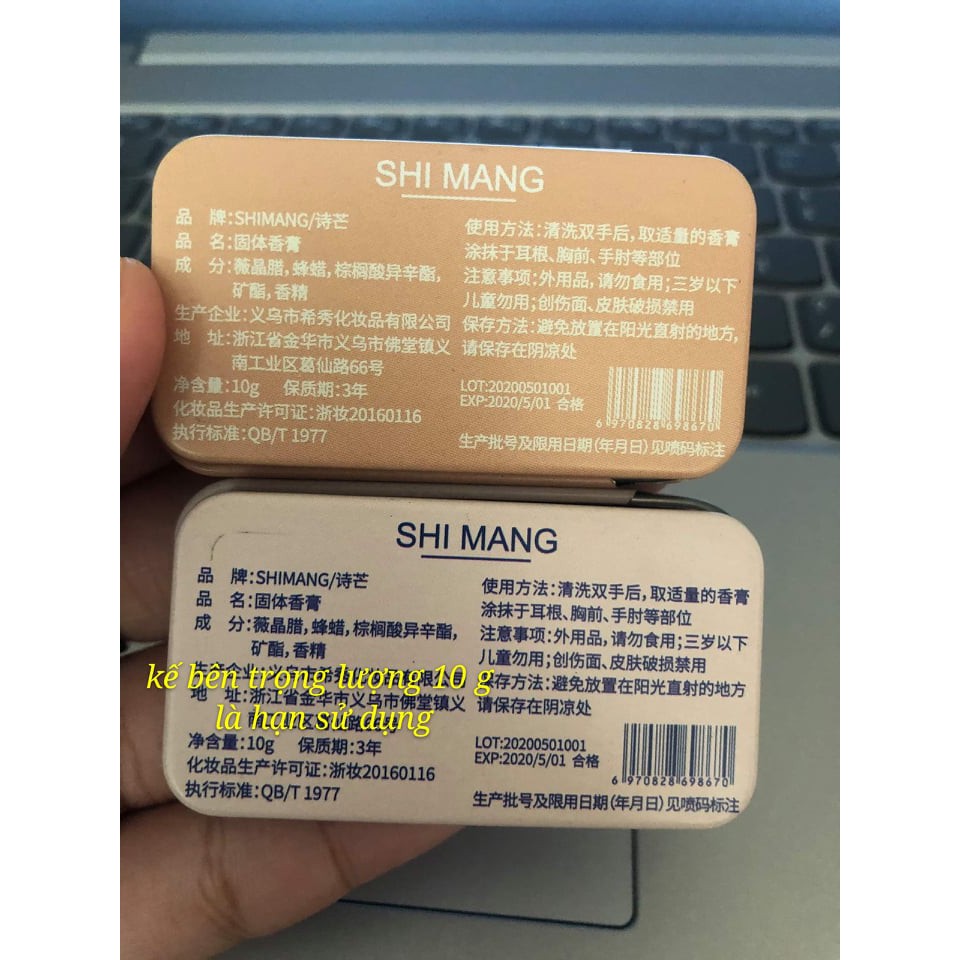 SHI MANG
品 牌:SHIMANG/诗芒
品 名:固体香膏
成 分:薇晶腊,蜂蜡,棕榈酸异辛酯,
矿酯,香精
生产企业:义乌市希秀化妆品有限公司
地 址:浙江省金华市义乌市佛堂镇义
南工业区葛仙路66号
净含量:10g 保质期:3年
化妆品生产许可证:浙妆20160116
执行标准:QB/T 1977
使用方法:清洗双手后,取适量的香膏
涂抹于耳根、胸前、手肘等部位
注意事项:外用品,请勿食用;三岁以下
儿童勿用;创伤面、皮肤破损禁用
保存方法:避免放置在阳光直射的地方,
请保存在阴凉处
LOT:20200501001
EXP:2020/5/01 合格
6 970828 698670
生产批号及限用日期(年月日)见喷码标注
SHI MANG
品 牌:SHIMANG/诗芒
品 名:固体香膏
成 分:薇晶腊,蜂蜡,棕榈酸异辛酯,
矿酯,香精
kế bên trong lượng 10 g
là hạn sử dụng
地 址:浙江省金华市义乌市佛堂镇义
净含量:10g 保质期:3年
化妆品生产许可证:浙妆20160116
执行标准:QB/T 1977
使用方法:清洗双手后,取适量的香膏
涂抹于耳根、胸前、手肘等部位
注意事项:外用品,请勿食用;三岁以下
儿童勿用;创伤面、皮肤破损禁用
保存方法:避免放置在阳光直射的地方
请保存在阴凉处
LOT:20200501001
EXP:2020/5/01 合格
6 970828 698670
生产批号及限用日期(年月日)见喷码标注